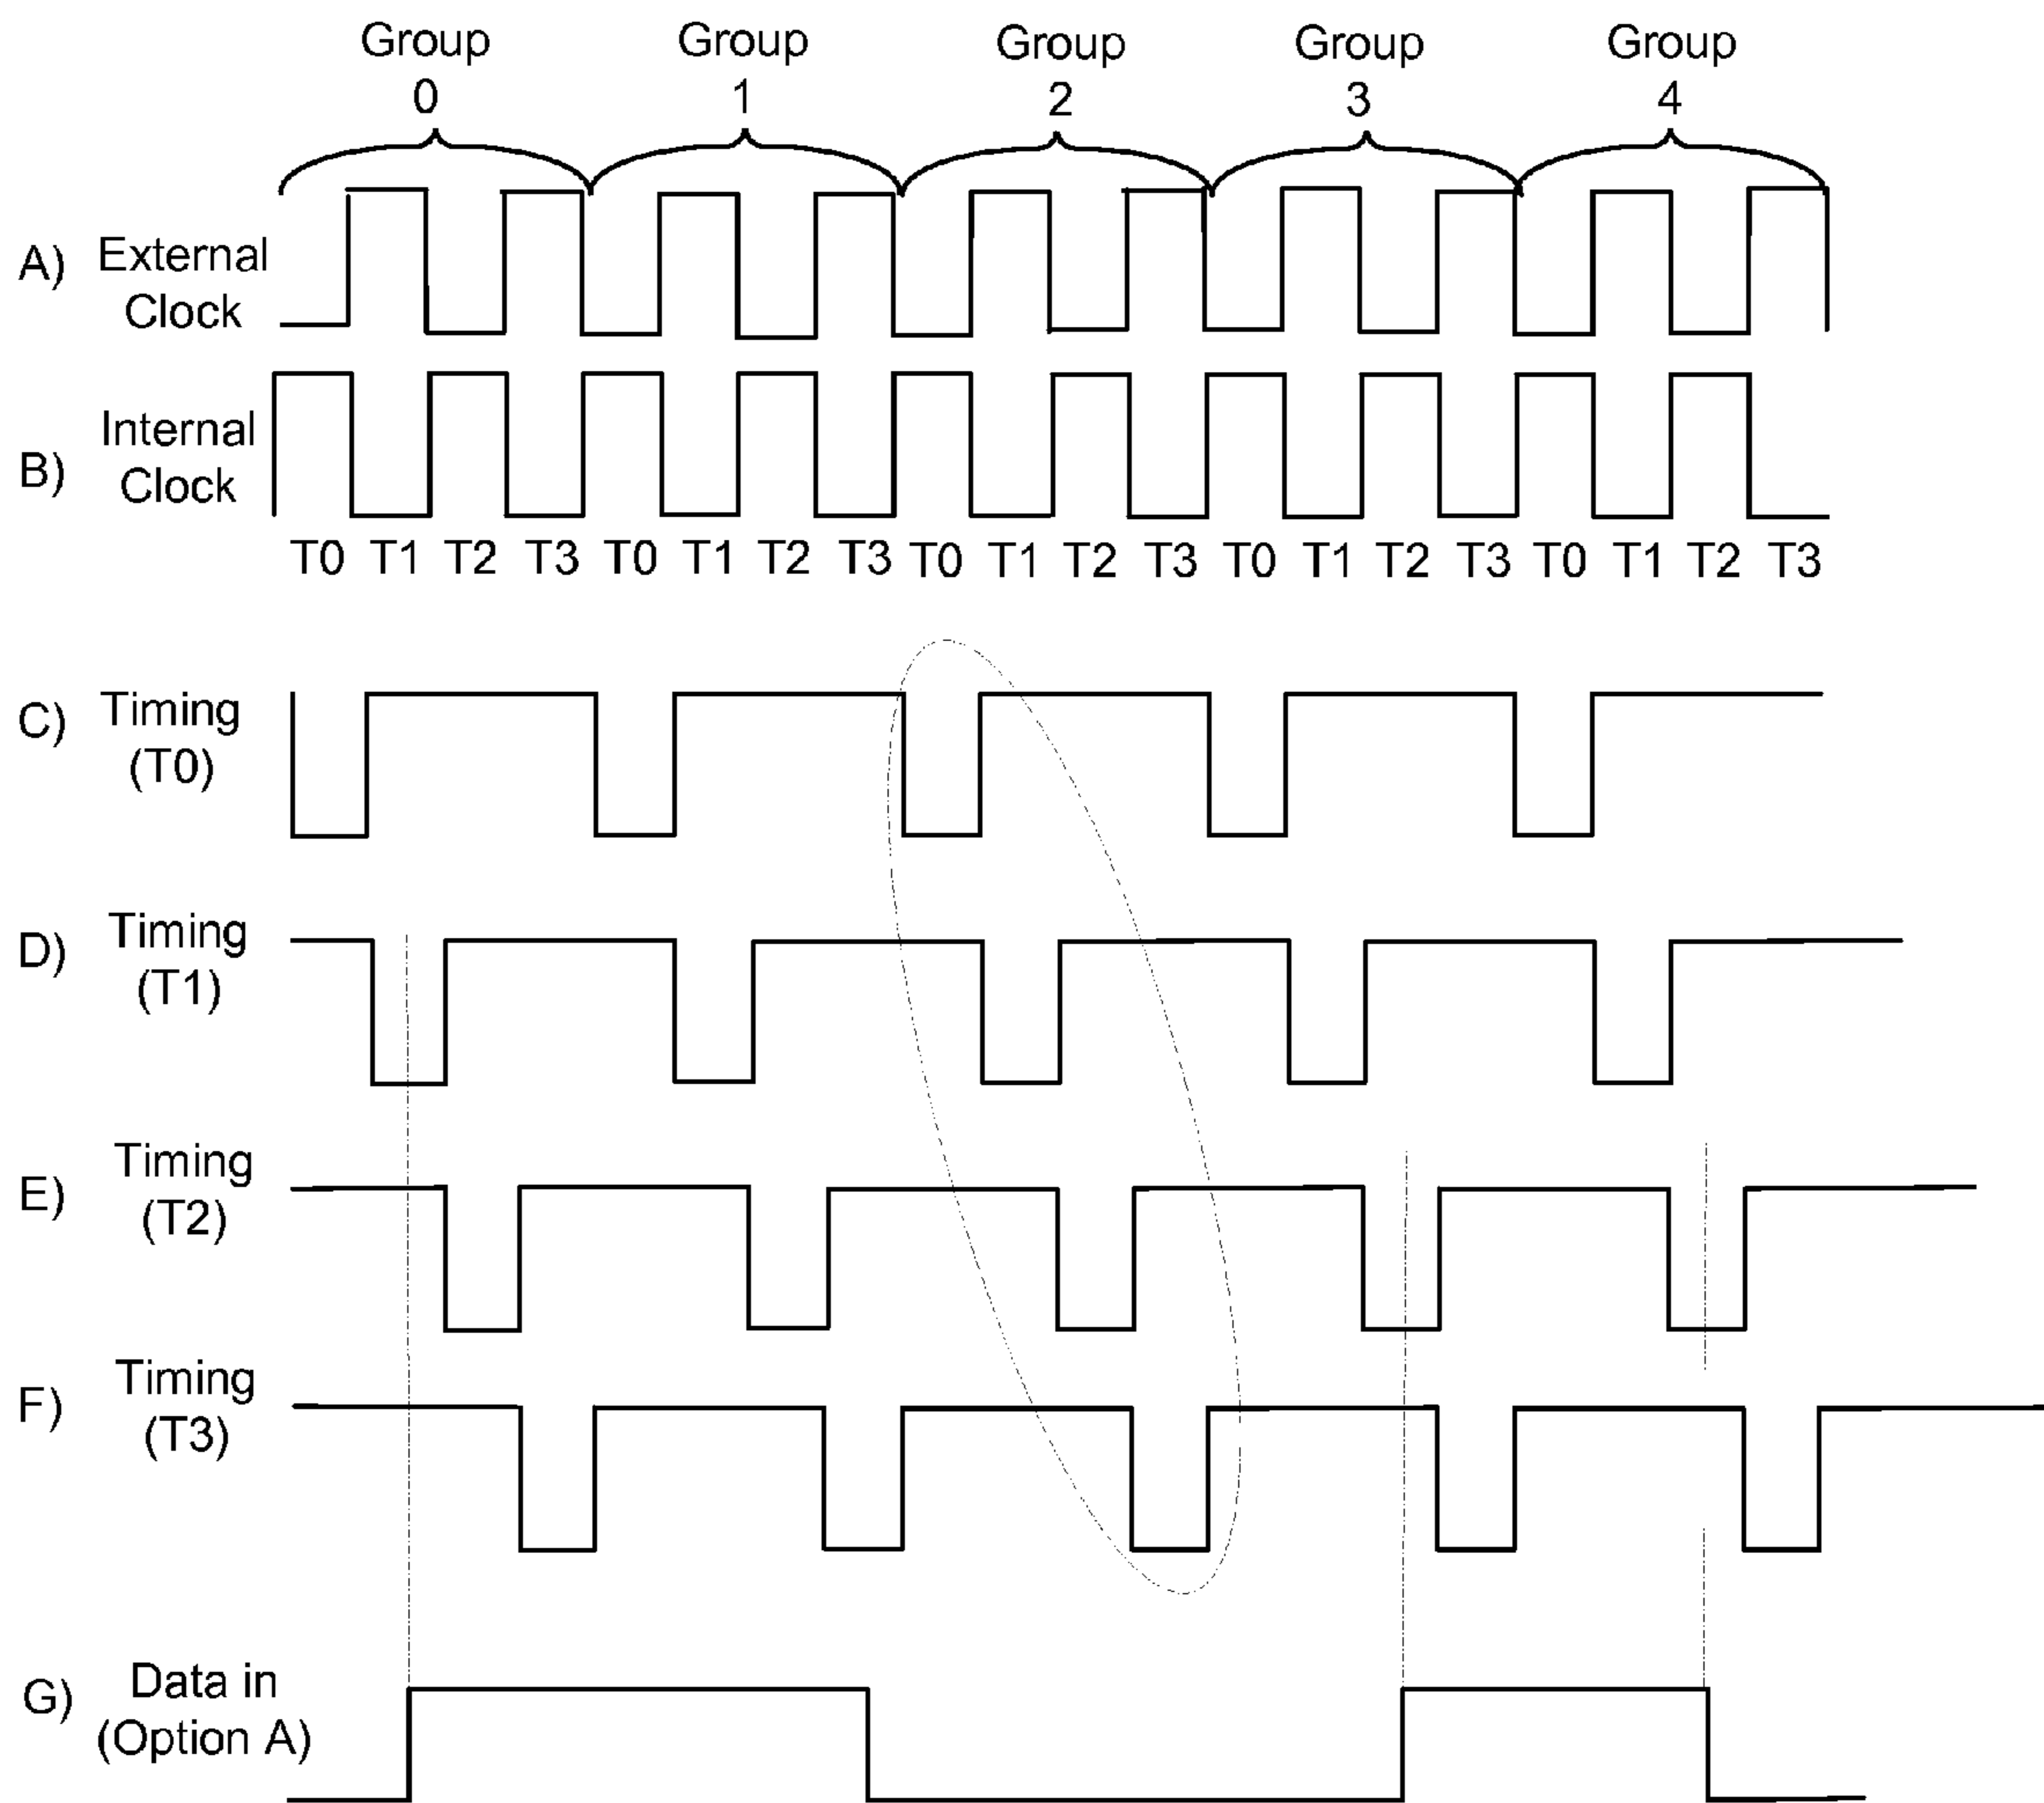 Group Group Group Group Group
0 1 2 3 4
A) External
Clock
B) Internal
Clock
T0 T1 T2 T3 T0 T1 T2 T3 T0 T1 T2 T3 T0 T1 T2 T3 T0 T1 T2 T3
C) Timing
(T0)
D) Timing
(T1)
E) Timing
(T2)
F) Timing
(T3)
G) Data in
(Option A)